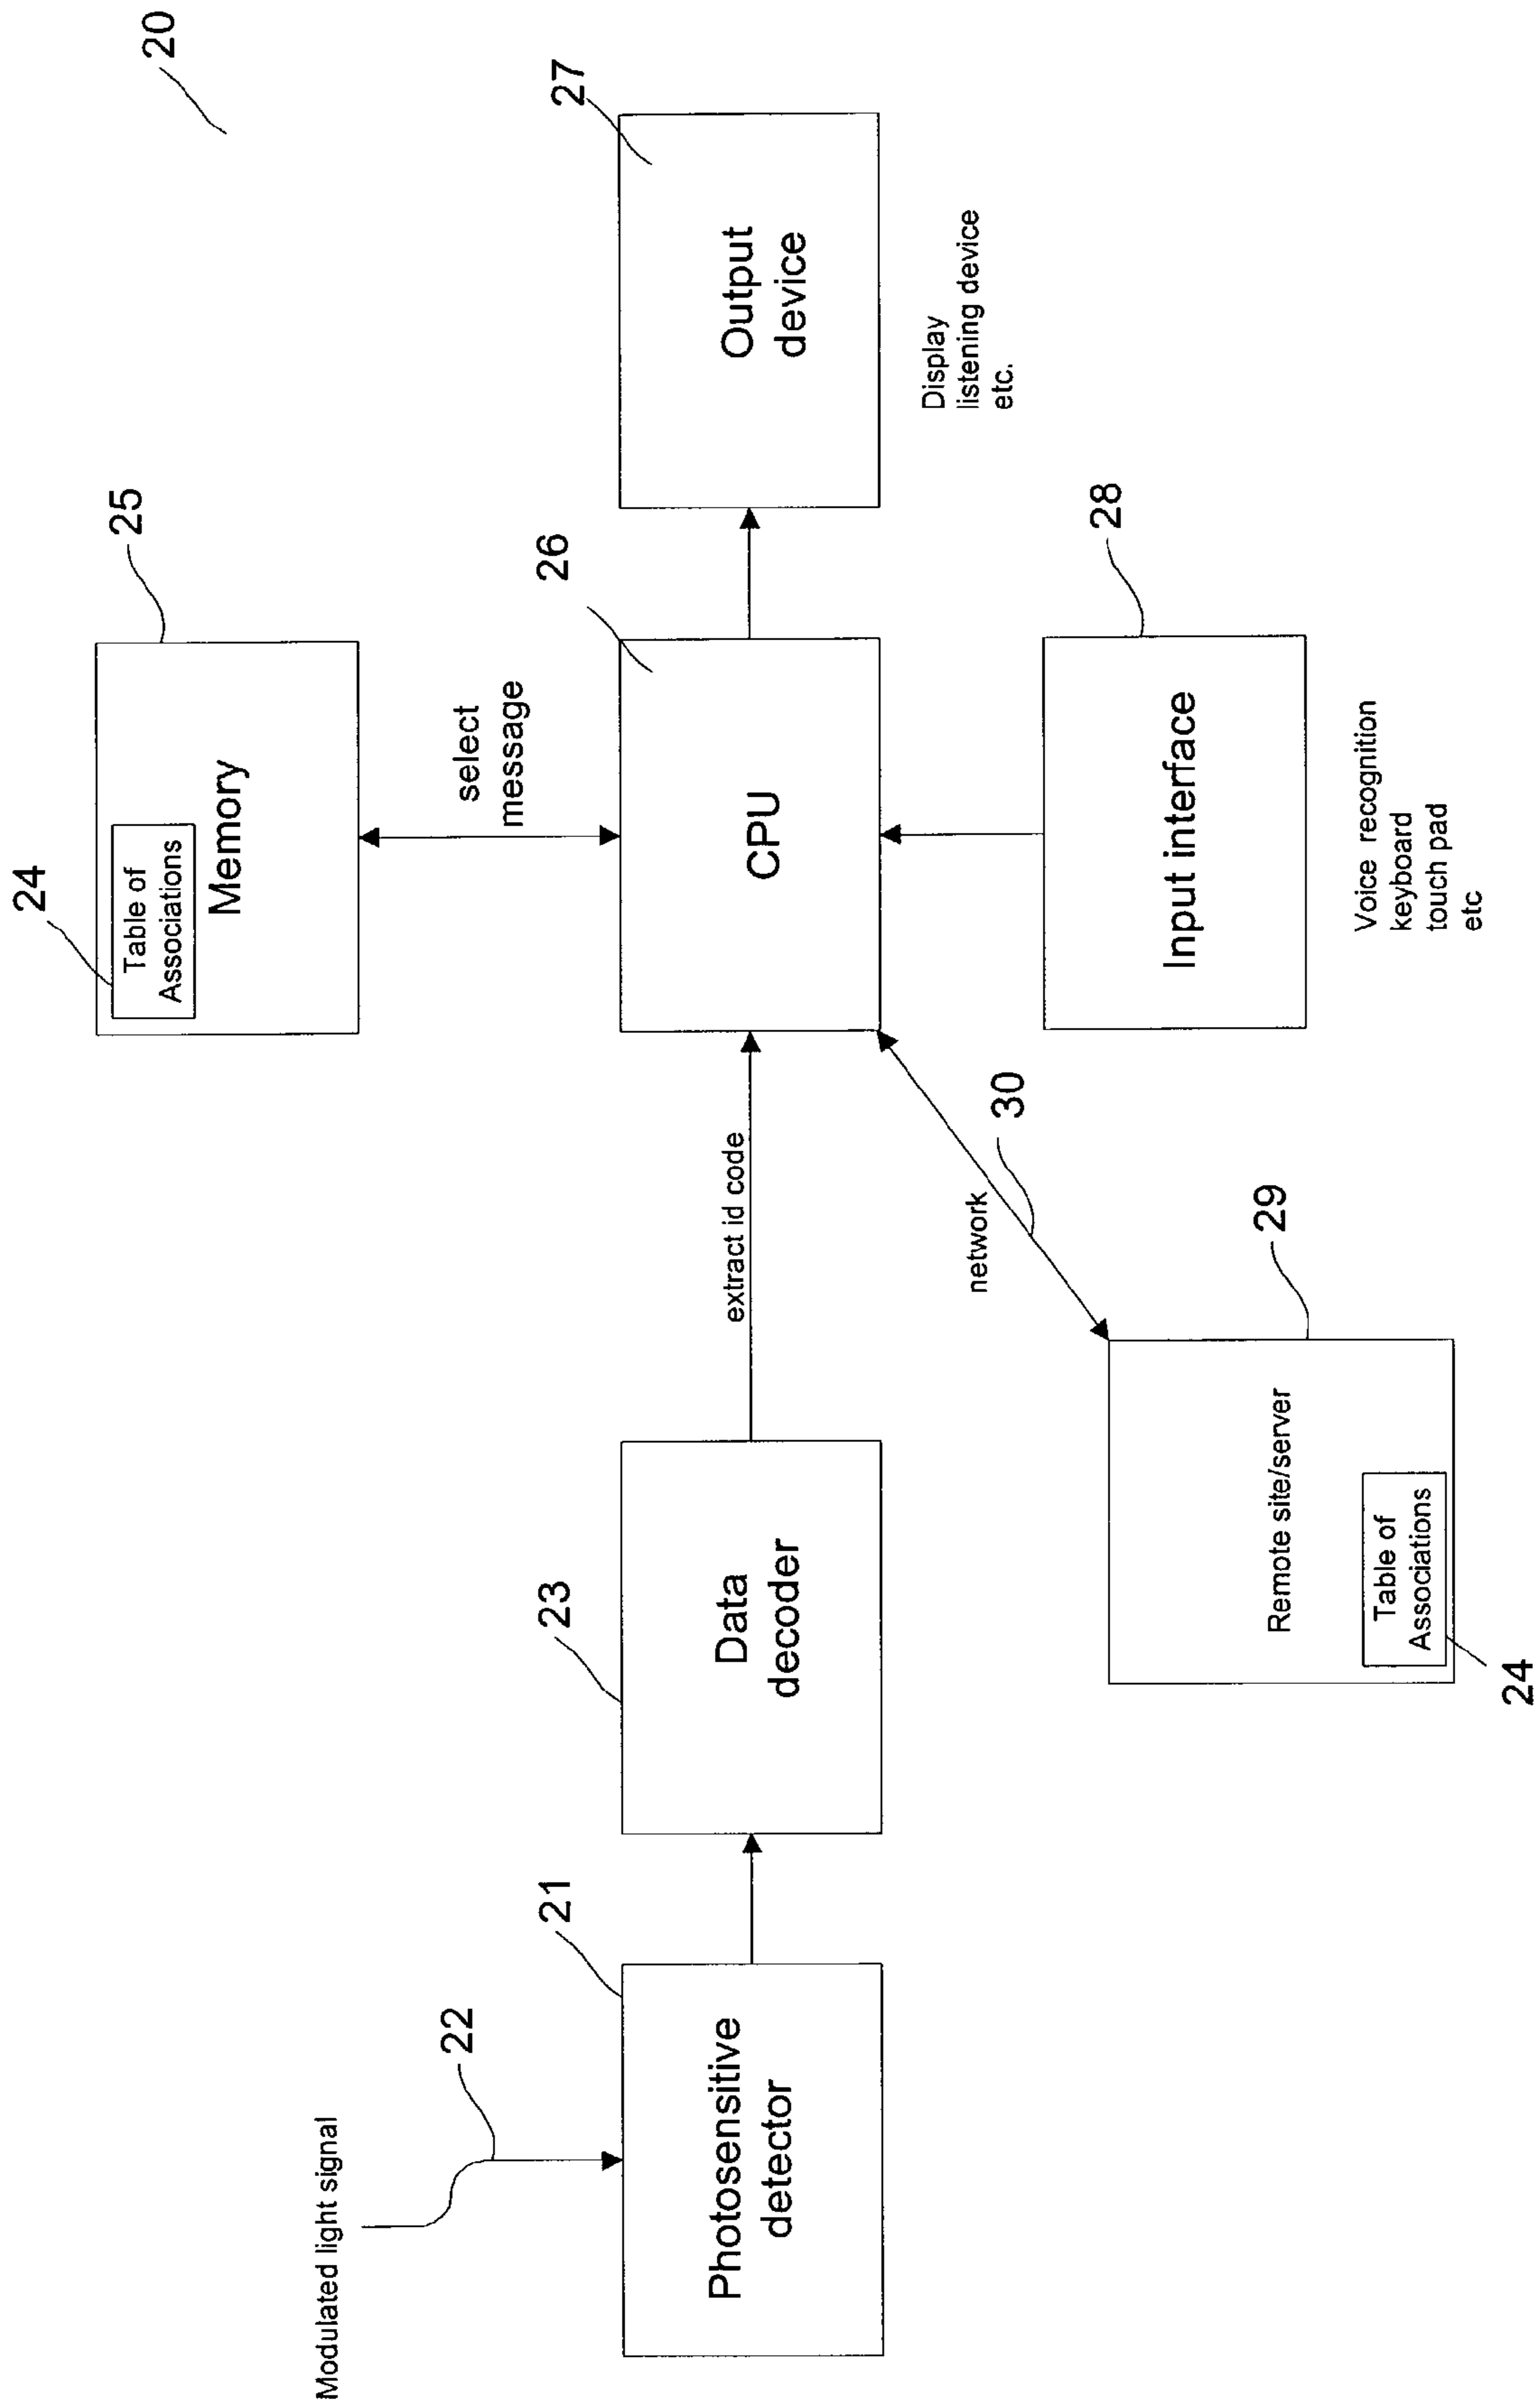 20
Modulated light signal
22
21
Photosensitive
detector
23
Data
decoder
extract id code
24
Table of
Associations
Memory
25
select
message
26
CPU
27
Output
device
Display
listening device
etc.
28
Input interface
Voice recognition
keyboard
touch pad
etc
network
30
29
Remote site/server
Table of
Associations
24